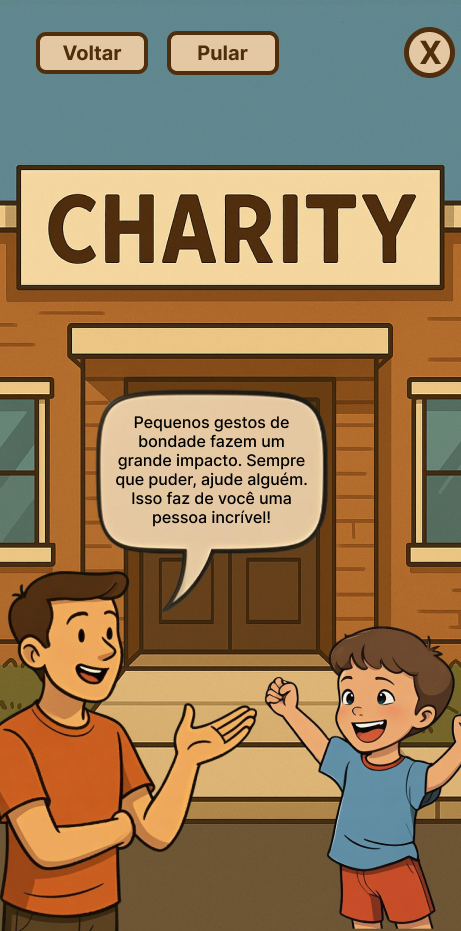 Voltar Pular X
CHARITY
Pequenos gestos de
bondade fazem um
grande impacto. Sempre
que puder, ajude alguém.
Isso faz de você uma
pessoa incrível!